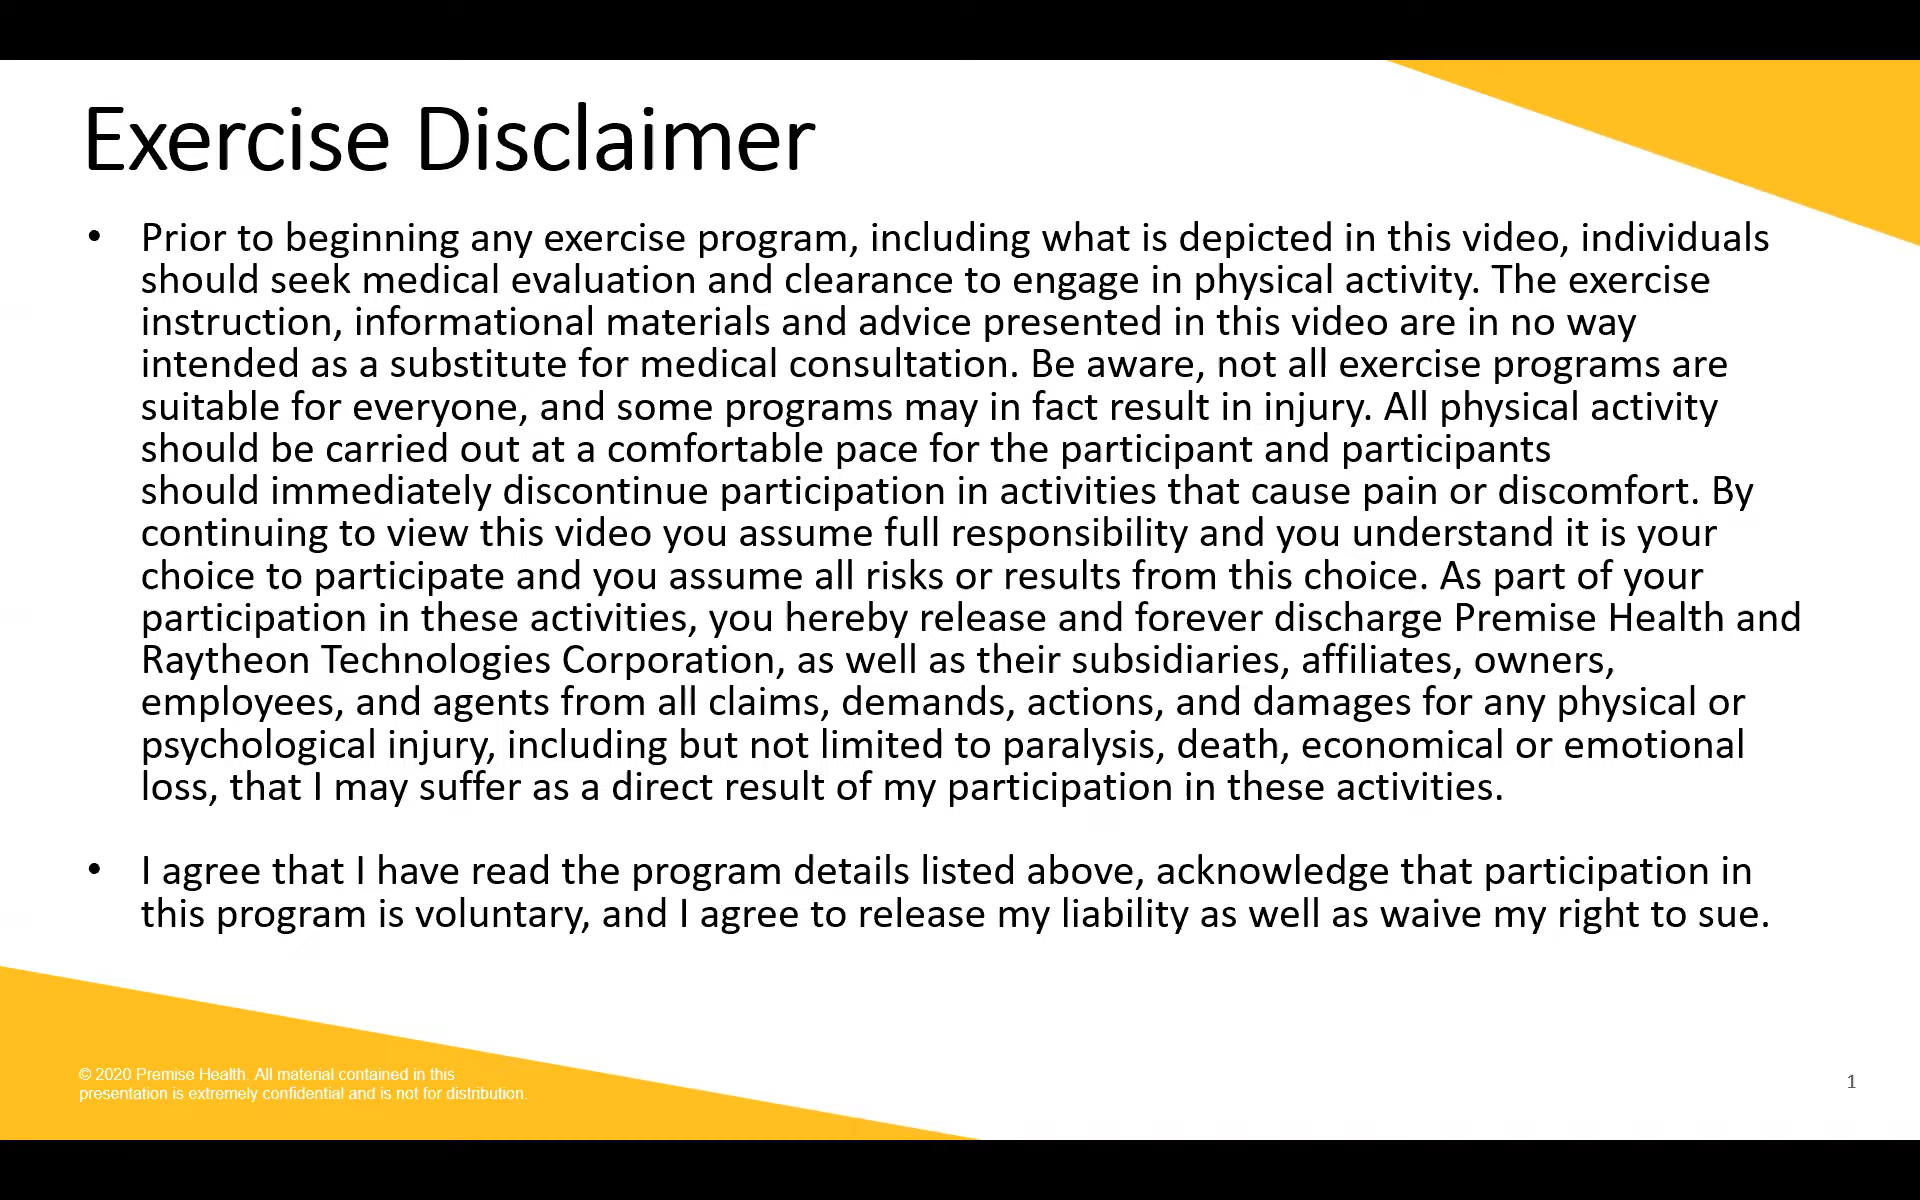 Exercise Disclaimer
• Prior to beginning any exercise program, including what is depicted in this video, individuals
should seek medical evaluation and clearance to engage in physical activity. The exercise
instruction, informational materials and advice presented in this video are in no way
intended as a substitute for medical consultation. Be aware, not all exercise programs are
suitable for everyone, and some programs may in fact result in injury. All physical activity
should be carried out at a comfortable pace for the participant and participants
should immediately discontinue participation in activities that cause pain or discomfort. By
continuing to view this video you assume full responsibility and you understand it is your
choice to participate and you assume all risks or results from this choice. As part of your
participation in these activities, you hereby release and forever discharge Premise Health and
Raytheon Technologies Corporation, as well as their subsidiaries, affiliates, owners,
employees, and agents from all claims, demands, actions, and damages for any physical or
psychological injury, including but not limited to paralysis, death, economical or emotional
loss, that I may suffer as a direct result of my participation in these activities.
• I agree that I have read the program details listed above, acknowledge that participation in
this program is voluntary, and I agree to release my liability as well as waive my right to sue.
© 2020 Premise Health. All material contained in this
presentation is extremely confidential and is not for distribution.
1